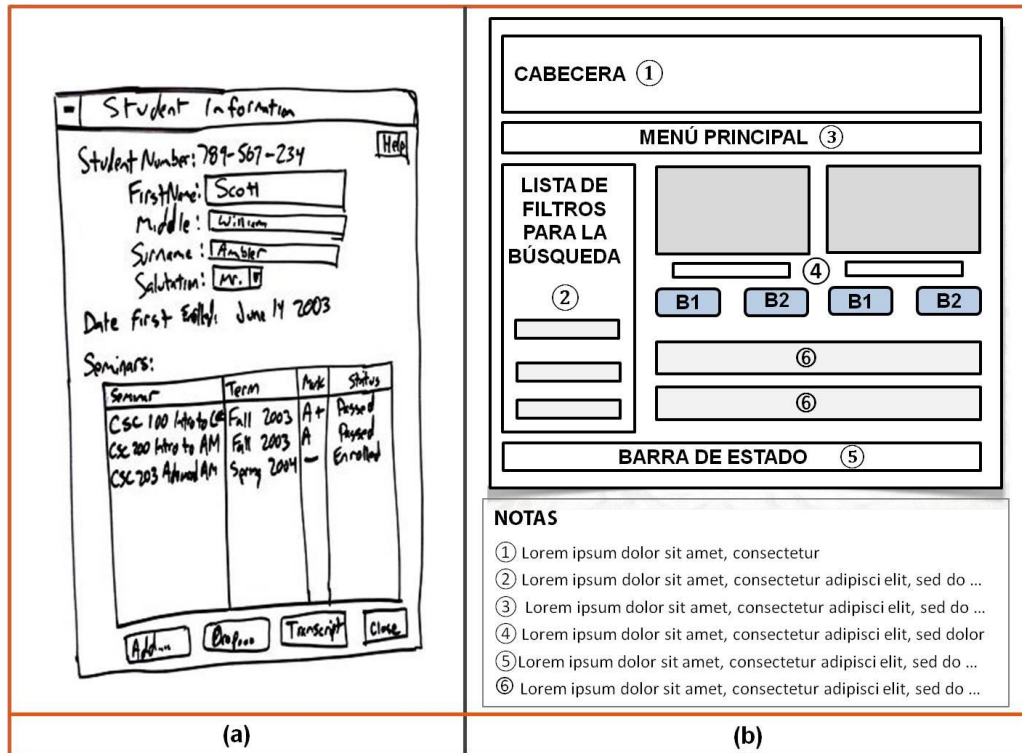 Student Information
Help
Student Number: 789-567-234
First Name: Scott
Middle: William
Surname: Ambler
Salutation: Mr.
Date First Enlld: June 14 2003
Seminars:
Seminar Term Mark Status
CSC 100 Intro to CS Fall 2003 A+ Passed
CSC 200 Intro to AM Fall 2003 A Passed
CSC 203 Advanced AM Spring 2004 — Enrolled
Add... Drop... Transcript Close
(a)
CABECERA ①
MENÚ PRINCIPAL ③
LISTA DE
FILTROS
PARA LA
BÚSQUEDA
②
④
B1 B2 B1 B2
⑥
⑥
BARRA DE ESTADO ⑤
NOTAS
① Lorem ipsum dolor sit amet, consectetur
② Lorem ipsum dolor sit amet, consectetur adipisci elit, sed do ...
③ Lorem ipsum dolor sit amet, consectetur adipisci elit, sed do ...
④ Lorem ipsum dolor sit amet, consectetur adipisci elit, sed dolor
⑤ Lorem ipsum dolor sit amet, consectetur adipisci elit, sed do ...
⑥ Lorem ipsum dolor sit amet, consectetur adipisci elit, sed do ...
(b)